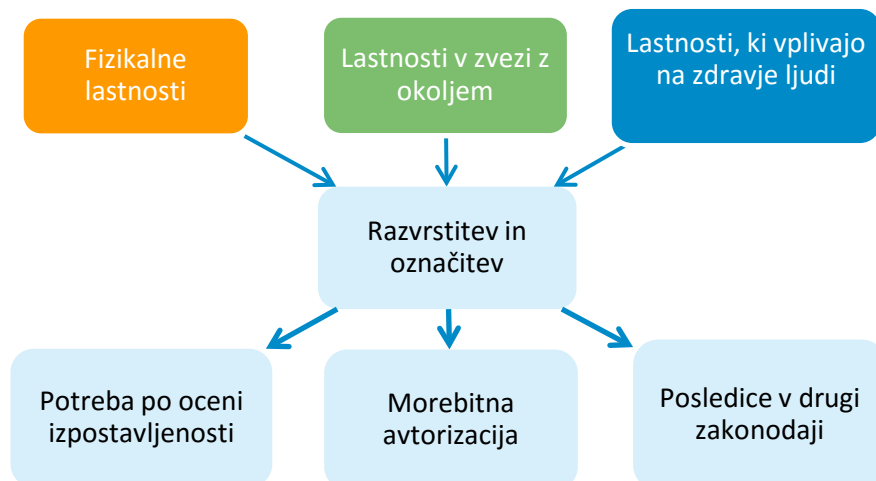 Fizikalne
lastnosti
Lastnosti v zvezi z
okoljem
Lastnosti, ki vplivajo
na zdravje ljudi
Razvrstitev in
označitev
Potreba po oceni
izpostavljenosti
Morebitna
avtorizacija
Posledice v drugi
zakonodaji